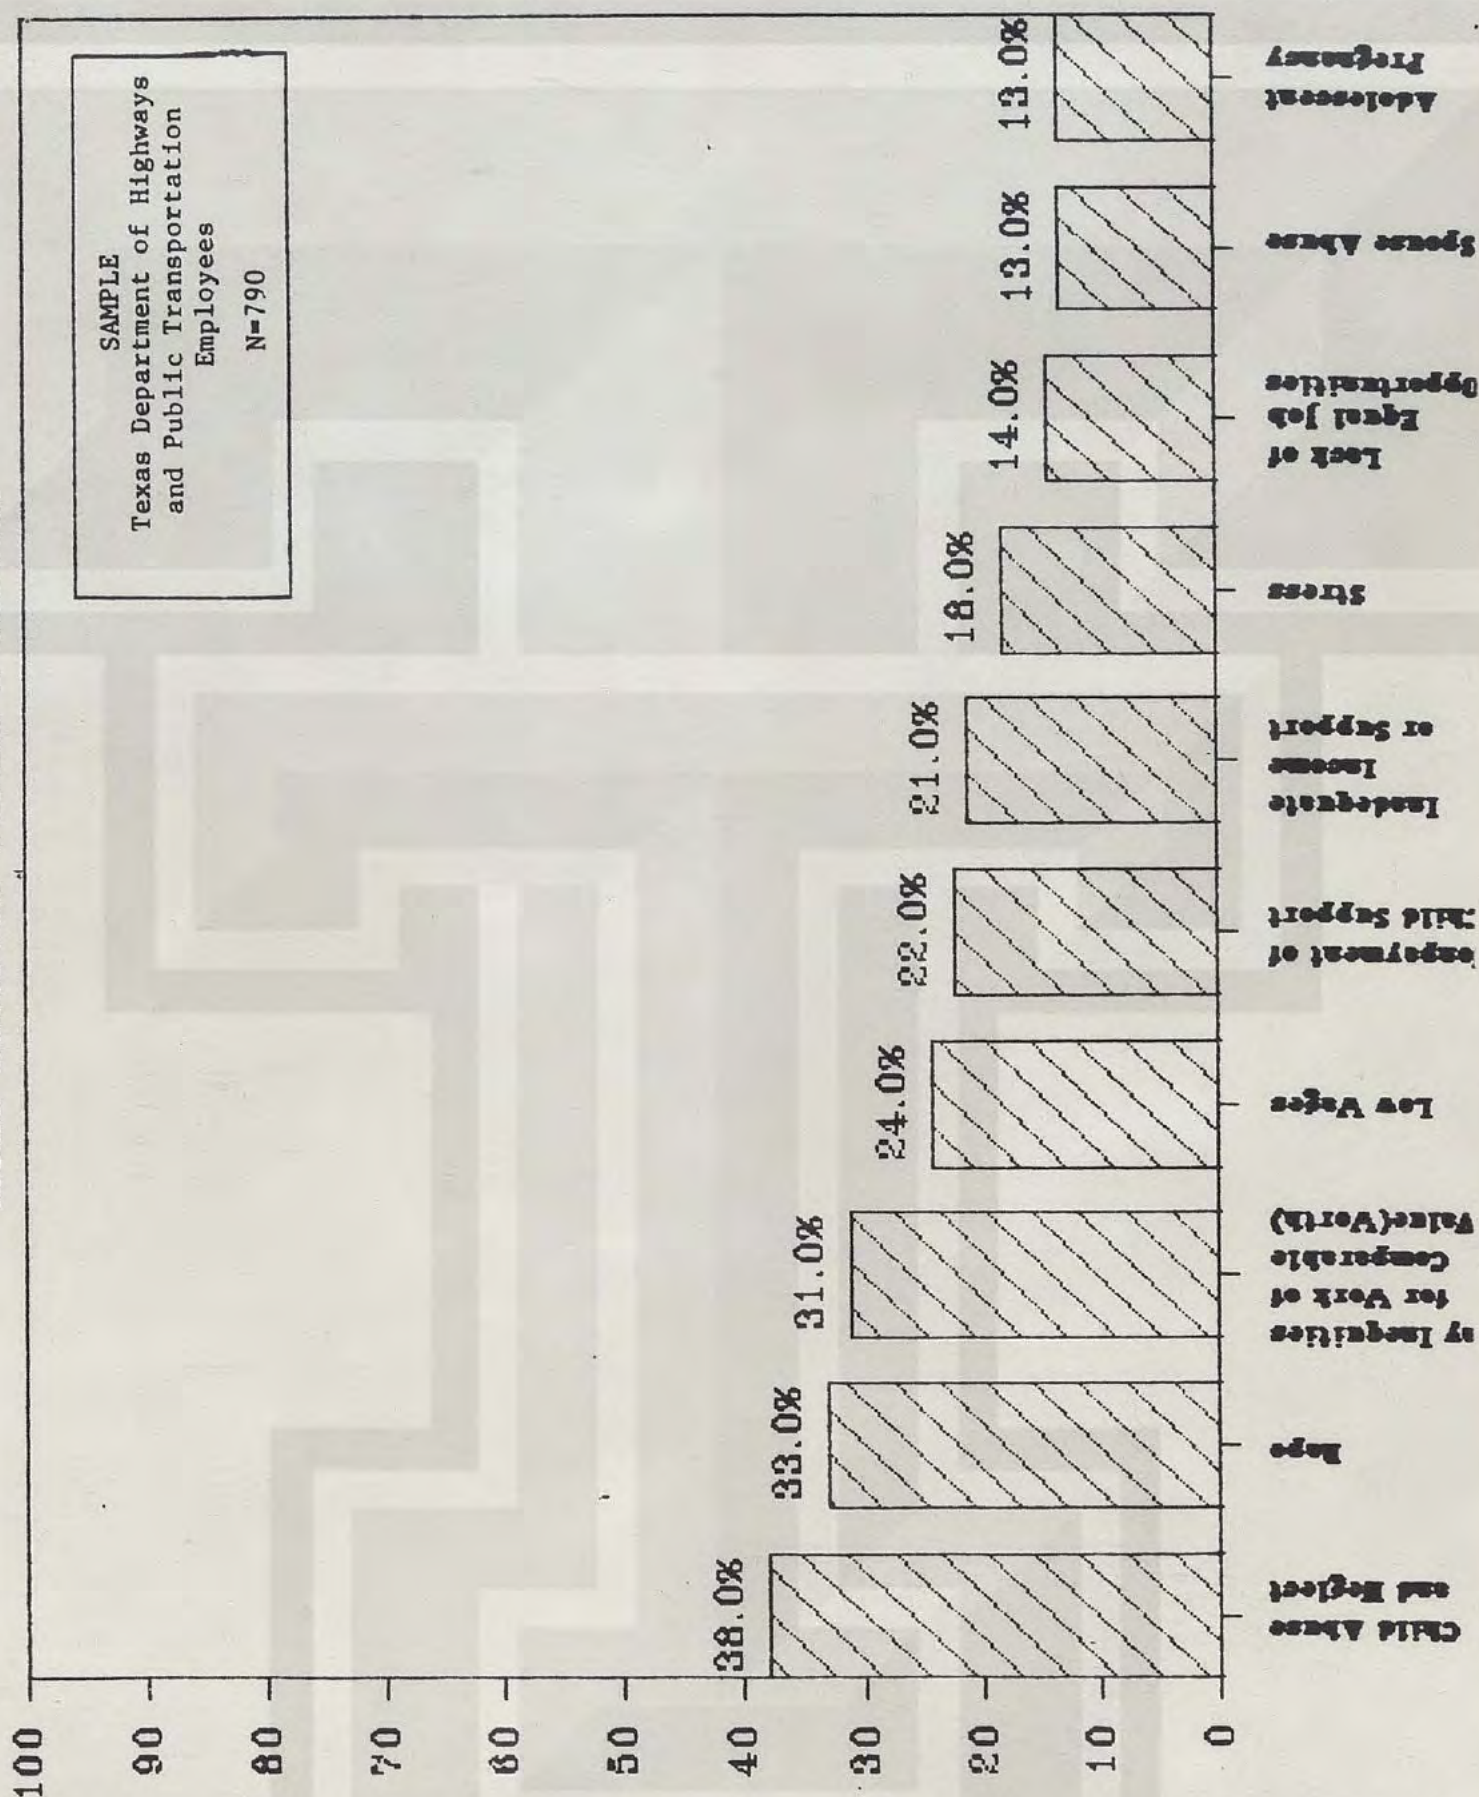 SAMPLE
Texas Department of Highways
and Public Transportation
Employees
N=790
100
90
80
70
60
50
40
30
20
10
0
38.0%
33.0%
31.0%
24.0%
22.0%
21.0%
18.0%
14.0%
13.0%
13.0%
Child Abuse
and Neglect
Rape
ay Inequities
for Work of
Comparable
Value(Worth)
Low Wages
onpayment of
Child Support
Inadequate
Income
or Support
Stress
Lack of
Equal Job
Opportunities
Spouse Abuse
Adolescent
Pregnancy